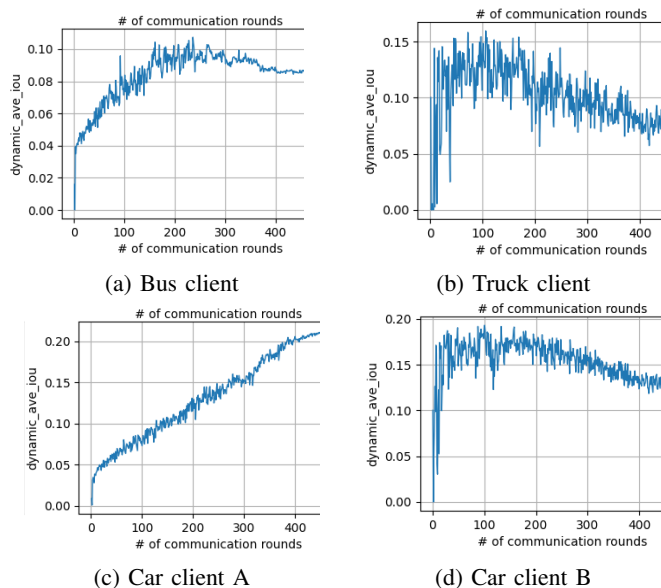 # of communication rounds
dynamic_ave_iou
0.10
0.08
0.06
0.04
0.02
0.00
0 100 200 300 400
# of communication rounds
(a) Bus client
# of communication rounds
dynamic_ave_iou
0.15
0.10
0.05
0.00
0 100 200 300 400
# of communication rounds
(b) Truck client
# of communication rounds
dynamic_ave_iou
0.20
0.15
0.10
0.05
0.00
0 100 200 300 400
# of communication rounds
(c) Car client A
# of communication rounds
dynamic_ave_iou
0.20
0.15
0.10
0.05
0.00
0 100 200 300 400
# of communication rounds
(d) Car client B